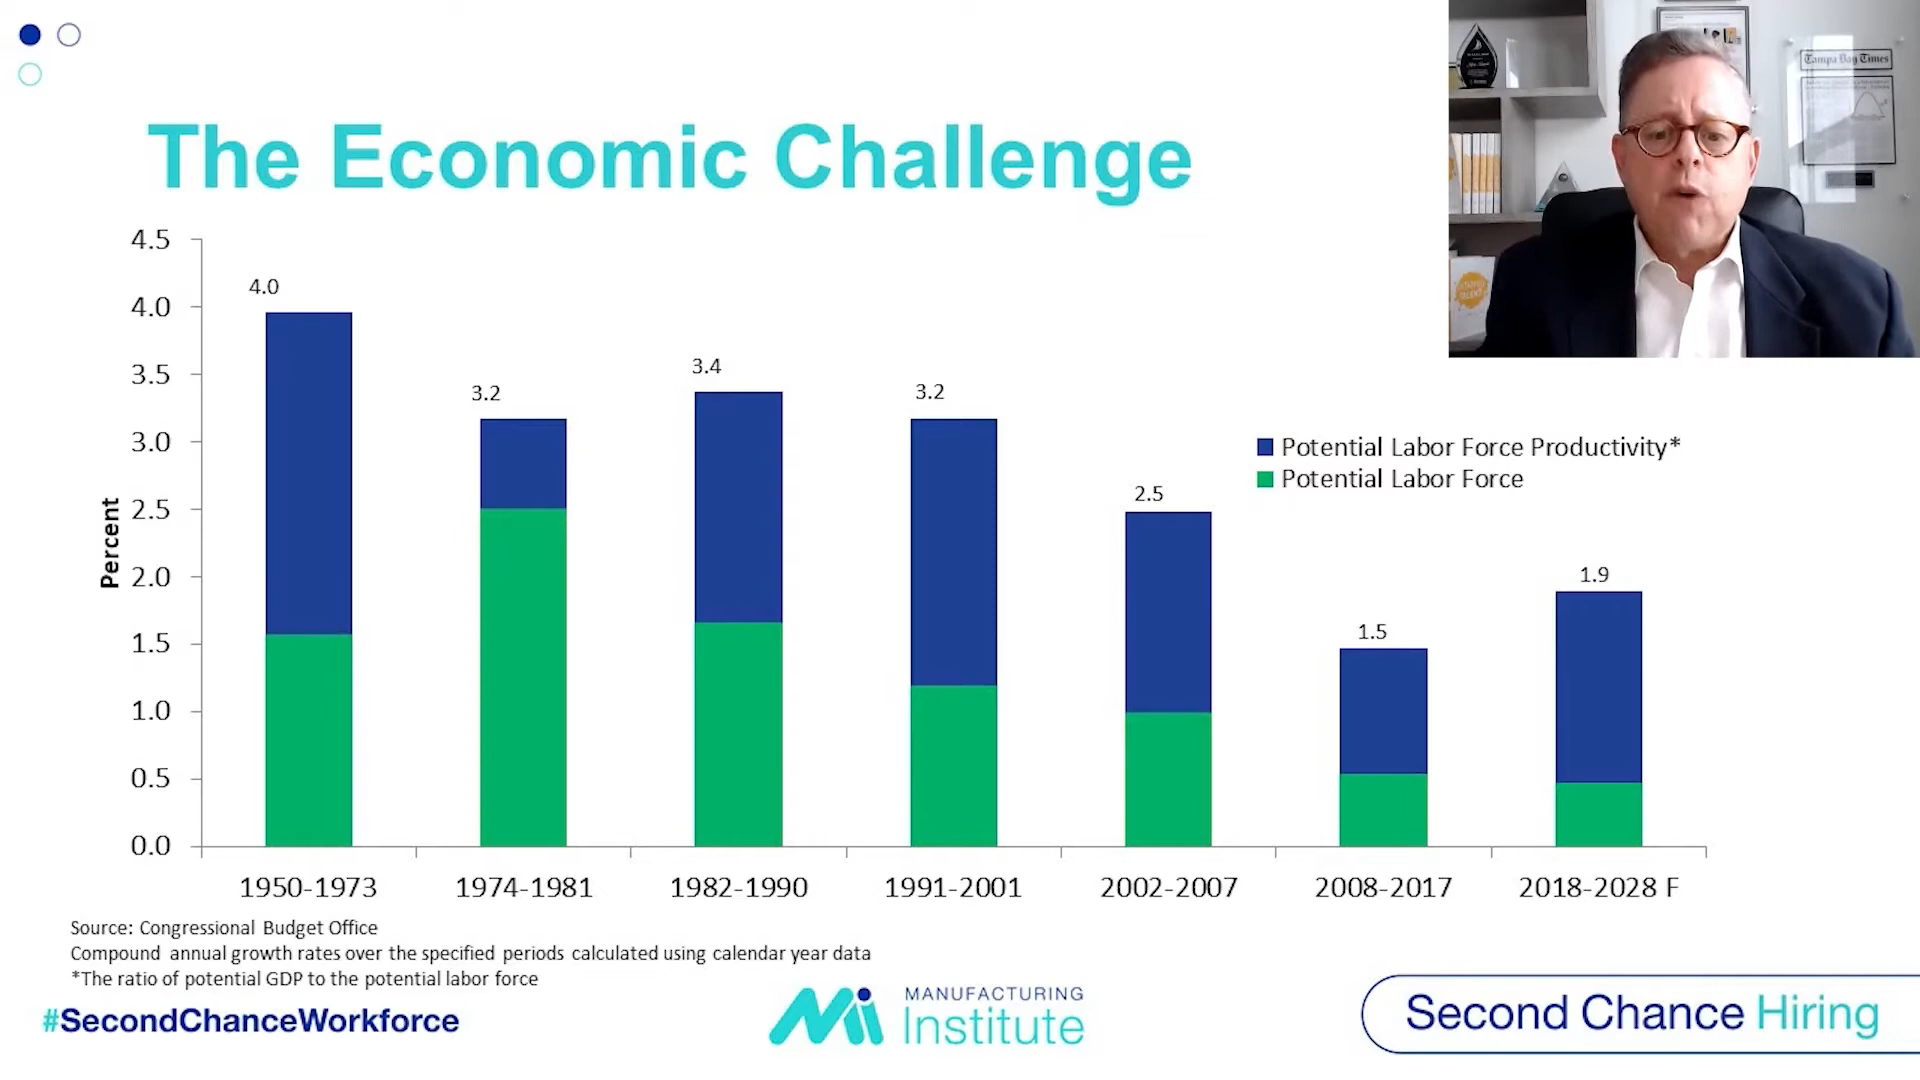 The Economic Challenge
Tampa Bay Times
4.5
4.0
3.5
3.0
2.5
2.0
1.5
1.0
0.5
0.0
Percent
4.0
3.2
3.4
3.2
2.5
1.5
1.9
Potential Labor Force Productivity*
Potential Labor Force
1950-1973
1974-1981
1982-1990
1991-2001
2002-2007
2008-2017
2018-2028 F
Source: Congressional Budget Office
Compound annual growth rates over the specified periods calculated using calendar year data
*The ratio of potential GDP to the potential labor force
#SecondChanceWorkforce
Mi MANUFACTURING
Institute
Second Chance Hiring